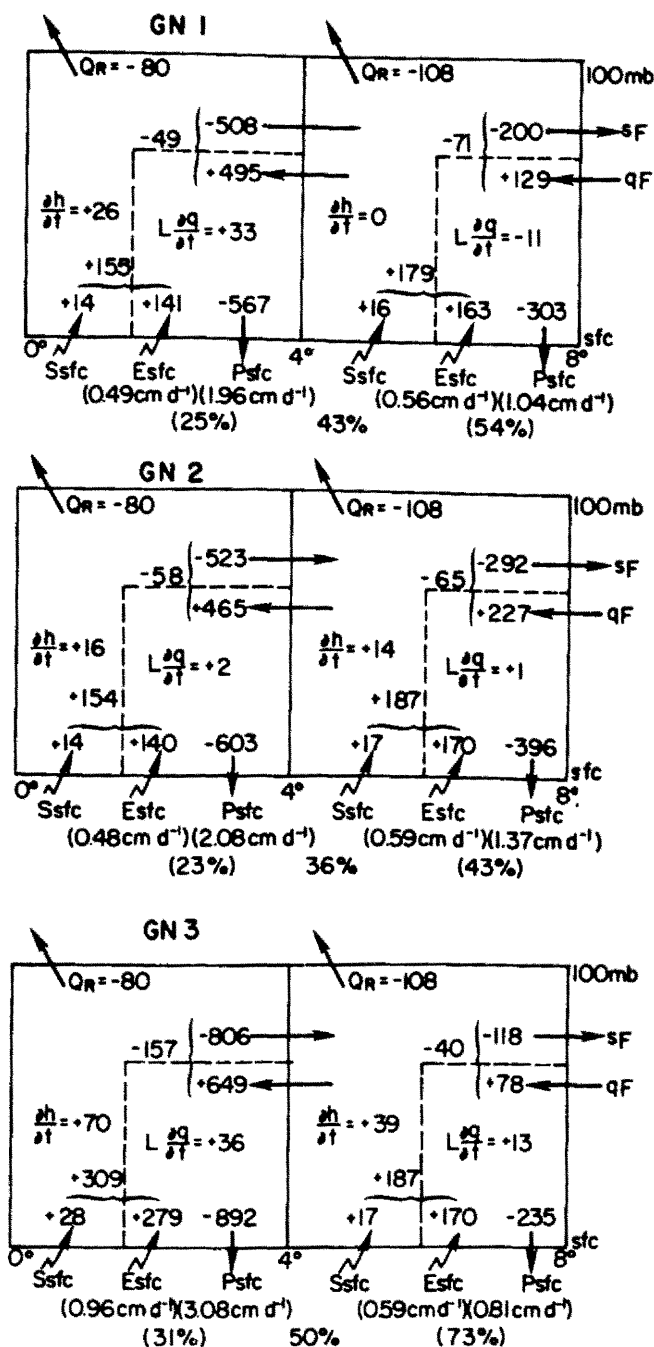 GN 1
QR = -80 QR = -108 100mb
-49 -508 -71 -200 sF
+495 +129 qF
∂h/∂t = +26 L ∂q/∂t = +33 ∂h/∂t = 0 L ∂q/∂t = -11
+155 +179
+14 +141 -567 +16 +163 -303
0° 4° 8° sfc
Ssfc Esfc Psfc Ssfc Esfc Psfc
(0.49cm d⁻¹)(1.96cm d⁻¹) (0.56cm d⁻¹)(1.04cm d⁻¹)
(25%) 43% (54%)
GN 2
QR = -80 QR = -108 100mb
-58 -523 -65 -292 sF
+465 +227 qF
∂h/∂t = +16 L ∂q/∂t = +2 ∂h/∂t = +14 L ∂q/∂t = +1
+154 +187
+14 +140 -603 +17 +170 -396
0° 4° 8° sfc
Ssfc Esfc Psfc Ssfc Esfc Psfc
(0.48cm d⁻¹)(2.08cm d⁻¹) (0.59cm d⁻¹)(1.37cm d⁻¹)
(23%) 36% (43%)
GN 3
QR = -80 QR = -108 100mb
-157 -806 -40 -118 sF
+649 +78 qF
∂h/∂t = +70 L ∂q/∂t = +36 ∂h/∂t = +39 L ∂q/∂t = +13
+309 +187
+28 +279 -892 +17 +170 -235
0° 4° 8° sfc
Ssfc Esfc Psfc Ssfc Esfc Psfc
(0.96cm d⁻¹)(3.08cm d⁻¹) (0.59cm d⁻¹)(0.81cm d⁻¹)
(31%) 50% (73%)